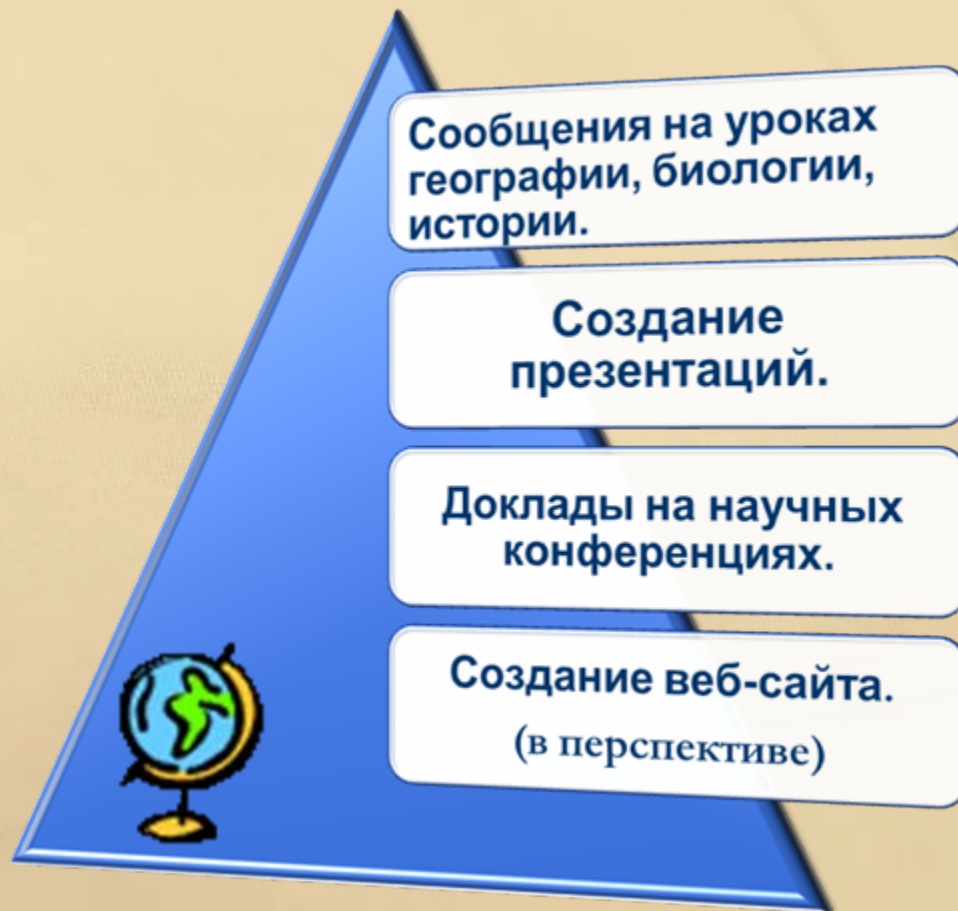 Сообщения на уроках
географии, биологии,
истории.
Создание
презентаций.
Доклады на научных
конференциях.
Создание веб-сайта.
(в перспективе)